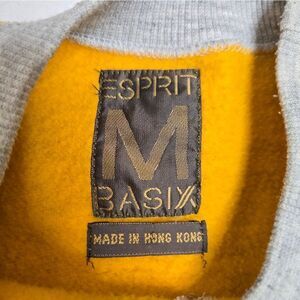 ESPRIT
M
BASIX
MADE IN HONG KONG